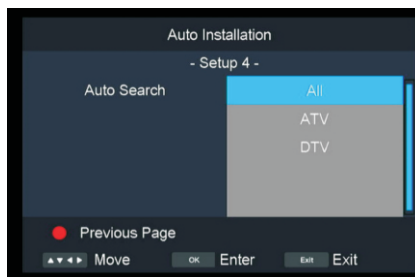 Auto Installation
- Setup 4 -
Auto Search All
ATV
DTV
Previous Page
▲▼◄► Move OK Enter Exit Exit